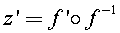 z' = f' ∘ f⁻¹